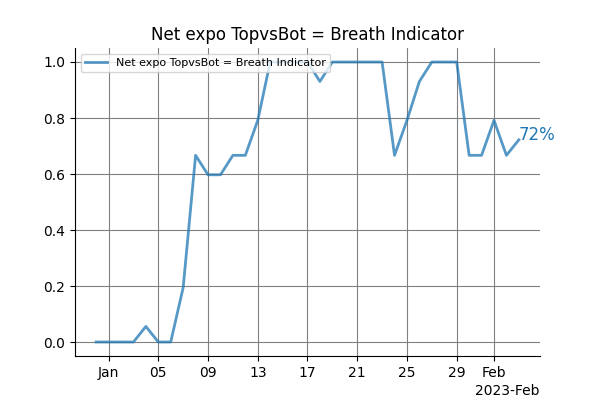 Net expo TopvsBot = Breath Indicator
Net expo TopvsBot = Breath Indicator
1.0
0.8
0.6
0.4
0.2
0.0
72%
Jan 05 09 13 17 21 25 29 Feb
2023-Feb